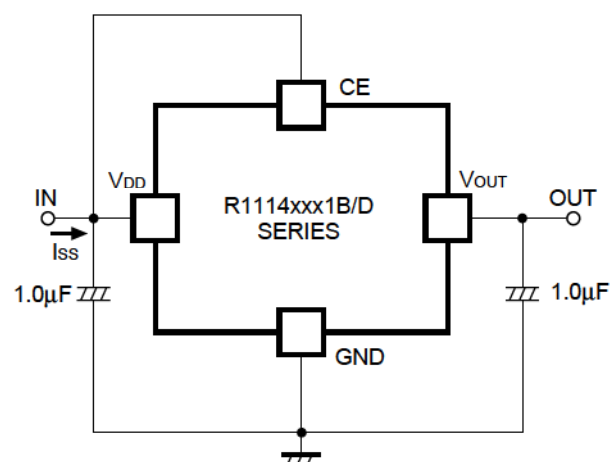 CE
VDD
VOUT
IN
OUT
R1114xxx1B/D
SERIES
ISS
1.0μF
1.0μF
GND